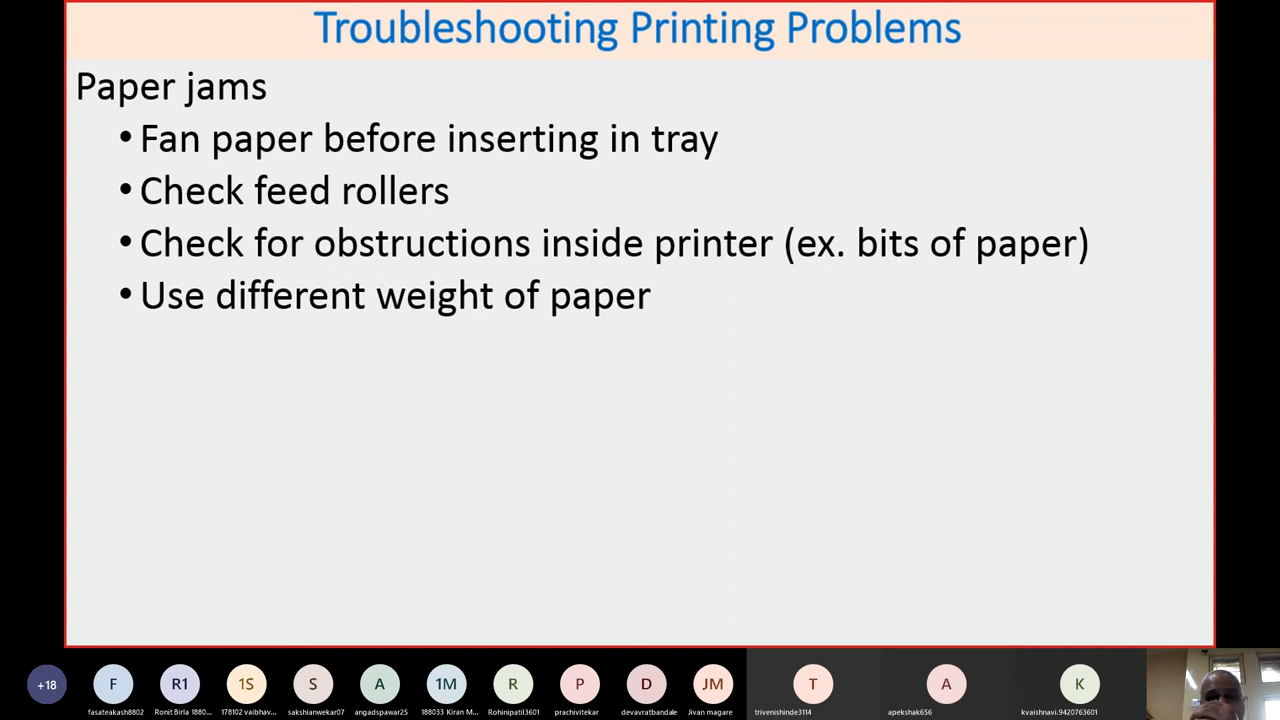 Troubleshooting Printing Problems
Paper jams
•Fan paper before inserting in tray
•Check feed rollers
•Check for obstructions inside printer (ex. bits of paper)
•Use different weight of paper
+18 F R1 1S S A 1M R P D JM T A K
fasateakash8802 Ronit Birla 1880... 178102 vaibhav... sakshianwekar07 angadspawar25 188033 Kiran M... Rohinipatil3601 prachivitekar devavratbandale Jivan magare trivenishinde3114 apekshak656 kvaishnavi.9420763601